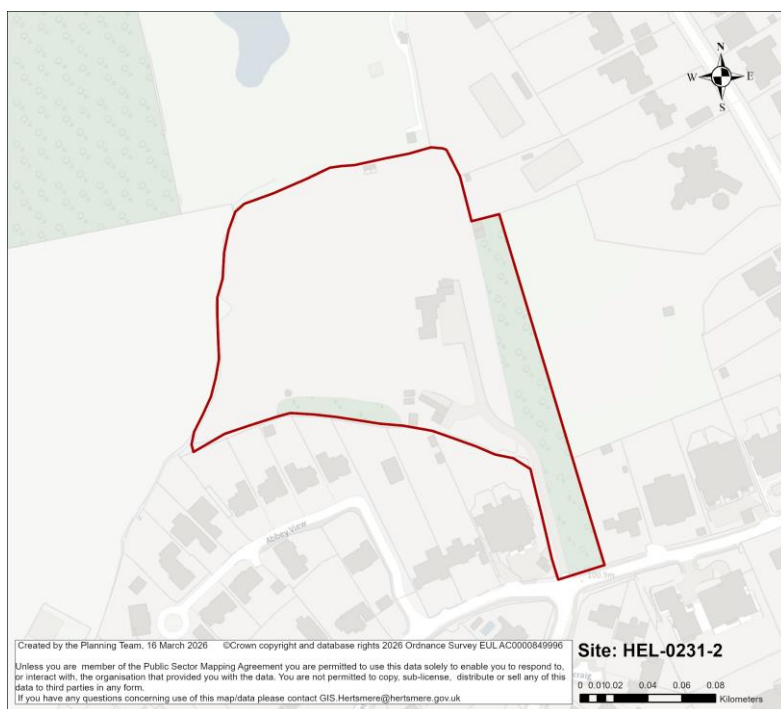 N
W E
S
Abbey View
100.9m
Created by the Planning Team, 16 March 2026 ©Crown copyright and database rights 2026 Ordnance Survey EUL AC0000849996
Unless you are member of the Public Sector Mapping Agreement you are permitted to use this data solely to enable you to respond to,
or interact with, the organisation that provided you with the data. You are not permitted to copy, sub-license, distribute or sell any of this
data to third parties in any form.
If you have any questions concerning use of this map/data please contact GIS.Hertsmere@hertsmere.gov.uk
Site: HEL-0231-2
0 0.01 0.02 0.04 0.06 0.08
Kilometers